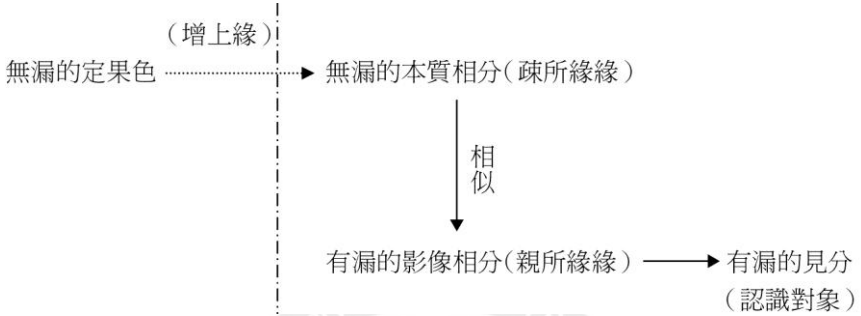 （增上緣）
無漏的定果色
無漏的本質相分（疎所緣緣）
相似
有漏的影像相分（親所緣緣）
有漏的見分
（認識對象）